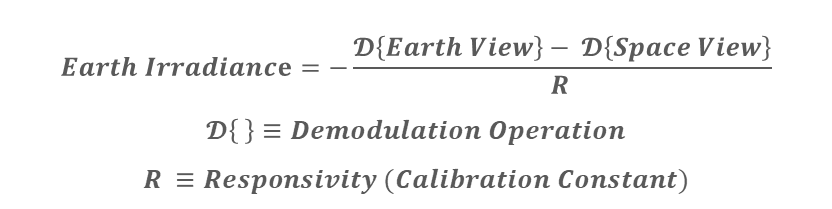 Earth Irradiance = − 𝒟{Earth View} − 𝒟{Space View} / R
𝒟{ } ≡ Demodulation Operation
R ≡ Responsivity (Calibration Constant)